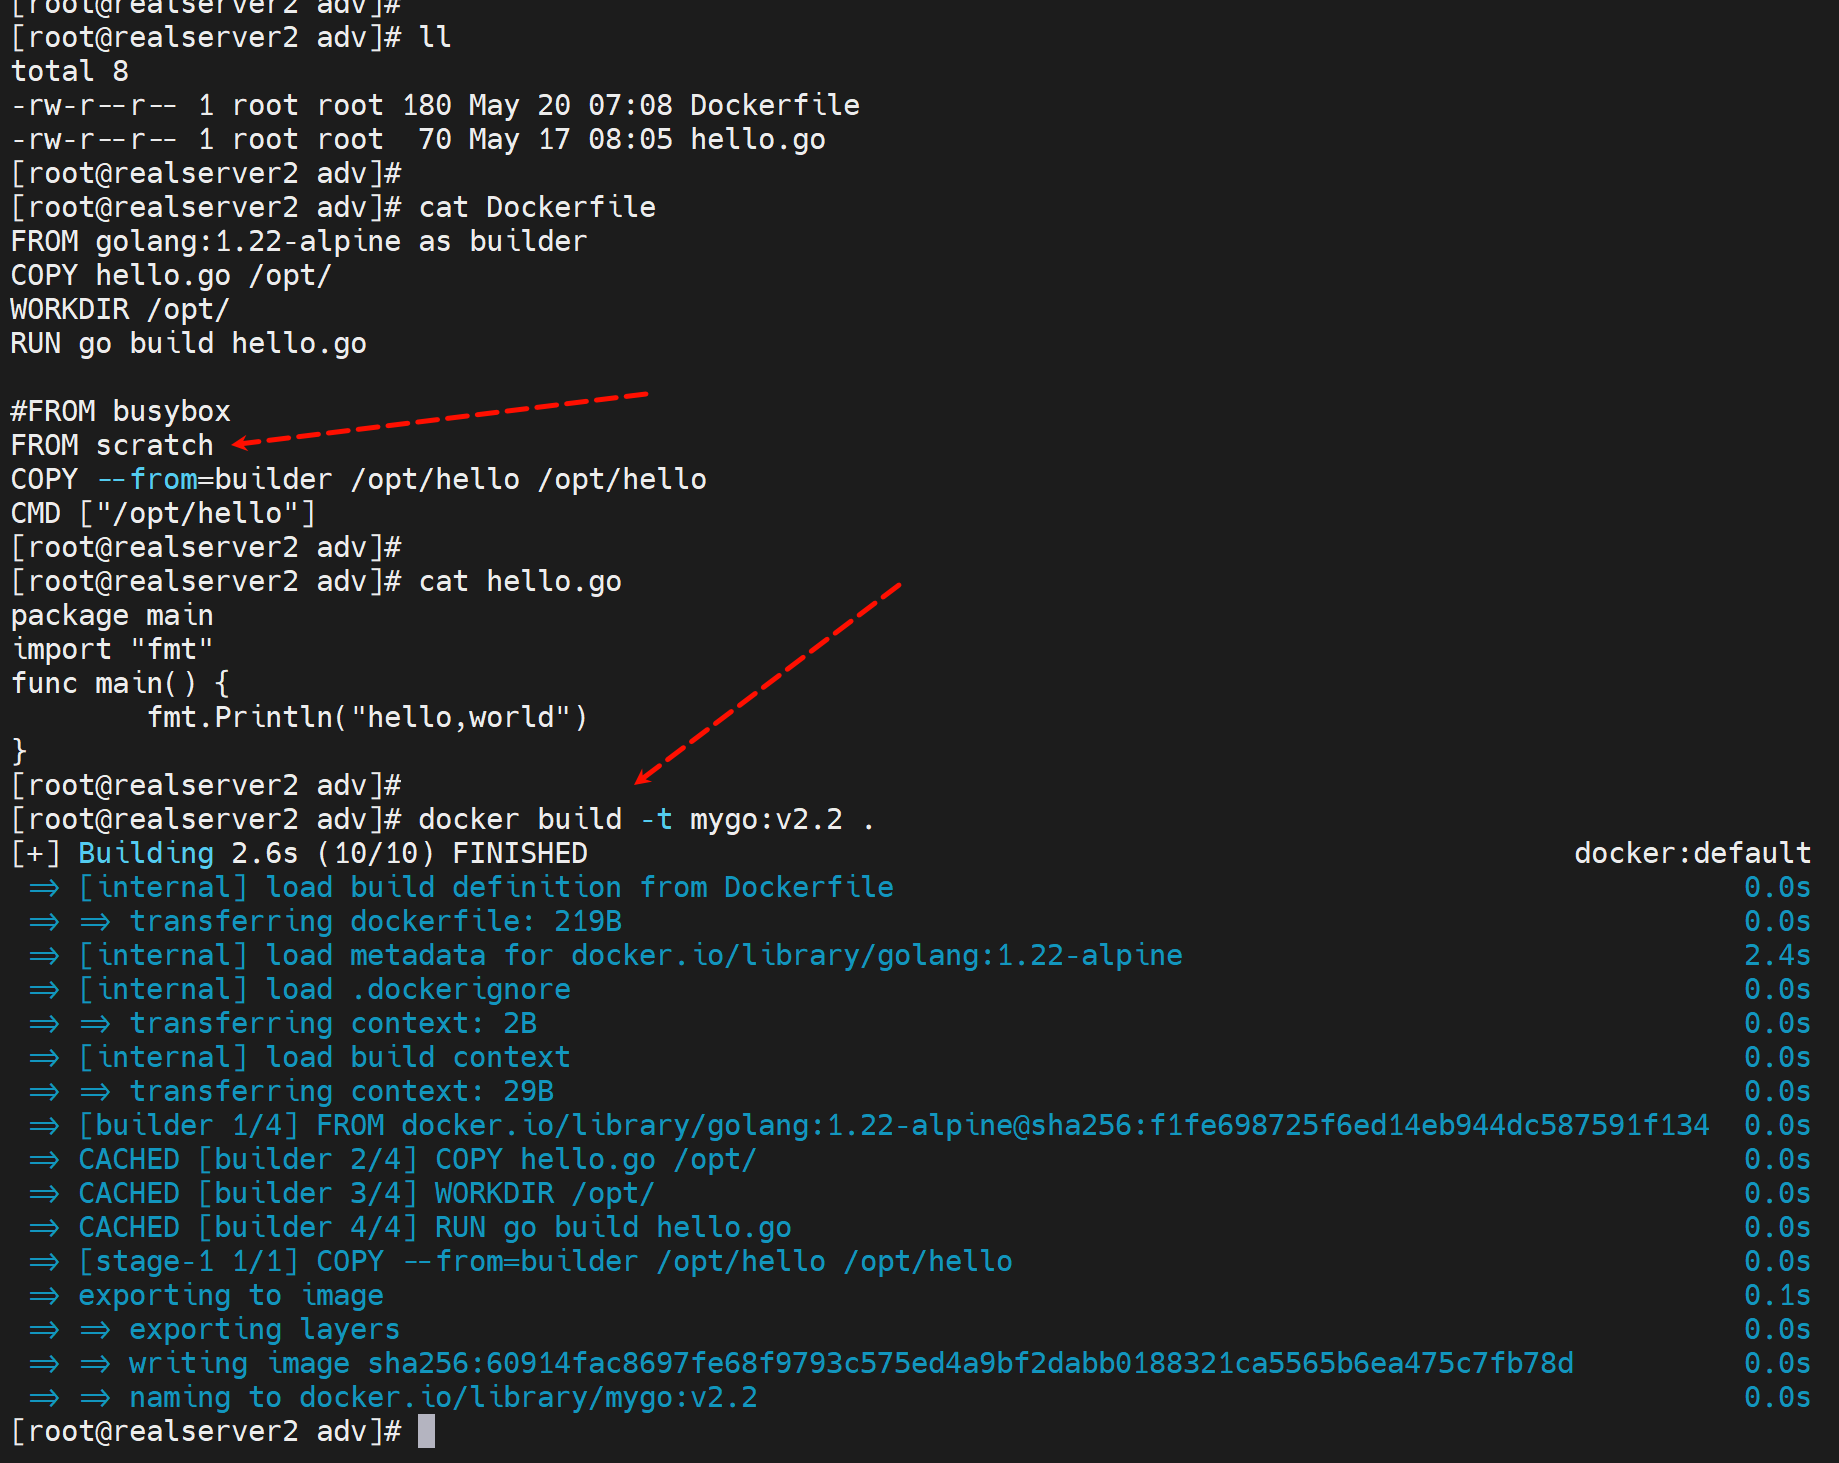 [root@realserver2 adv]#
[root@realserver2 adv]# ll
total 8
-rw-r--r-- 1 root root 180 May 20 07:08 Dockerfile
-rw-r--r-- 1 root root  70 May 17 08:05 hello.go
[root@realserver2 adv]#
[root@realserver2 adv]# cat Dockerfile
FROM golang:1.22-alpine as builder
COPY hello.go /opt/
WORKDIR /opt/
RUN go build hello.go

#FROM busybox
FROM scratch
COPY --from=builder /opt/hello /opt/hello
CMD ["/opt/hello"]
[root@realserver2 adv]#
[root@realserver2 adv]# cat hello.go
package main
import "fmt"
func main() {
        fmt.Println("hello,world")
}
[root@realserver2 adv]#
[root@realserver2 adv]# docker build -t mygo:v2.2 .
[+] Building 2.6s (10/10) FINISHED docker:default
 => [internal] load build definition from Dockerfile 0.0s
 => => transferring dockerfile: 219B 0.0s
 => [internal] load metadata for docker.io/library/golang:1.22-alpine 2.4s
 => [internal] load .dockerignore 0.0s
 => => transferring context: 2B 0.0s
 => [internal] load build context 0.0s
 => => transferring context: 29B 0.0s
 => [builder 1/4] FROM docker.io/library/golang:1.22-alpine@sha256:f1fe698725f6ed14eb944dc587591f134 0.0s
 => CACHED [builder 2/4] COPY hello.go /opt/ 0.0s
 => CACHED [builder 3/4] WORKDIR /opt/ 0.0s
 => CACHED [builder 4/4] RUN go build hello.go 0.0s
 => [stage-1 1/1] COPY --from=builder /opt/hello /opt/hello 0.0s
 => exporting to image 0.1s
 => => exporting layers 0.0s
 => => writing image sha256:60914fac8697fe68f9793c575ed4a9bf2dabb0188321ca5565b6ea475c7fb78d 0.0s
 => => naming to docker.io/library/mygo:v2.2 0.0s
[root@realserver2 adv]#